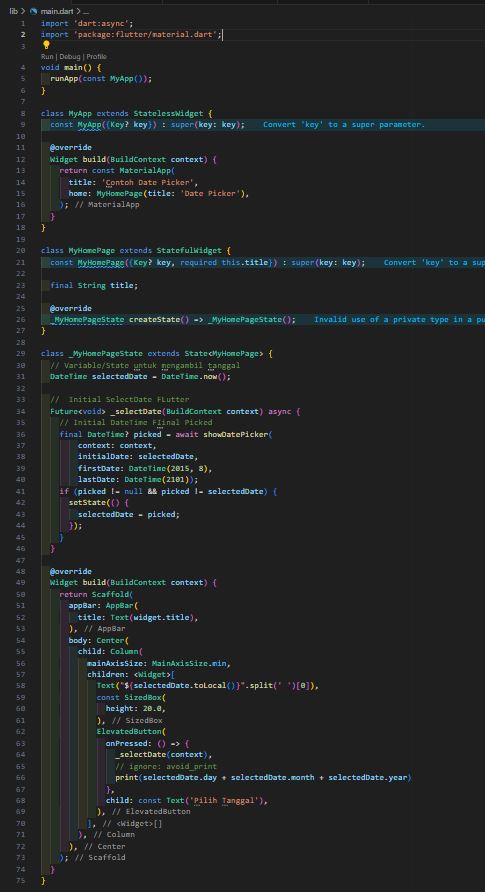 lib > main.dart > ...
1 import 'dart:async';
2 import 'package:flutter/material.dart';
3
Run | Debug | Profile
4 void main() {
5 runApp(const MyApp());
6 }
7
8 class MyApp extends StatelessWidget {
9 const MyApp({Key? key}) : super(key: key); Convert 'key' to a super parameter.
10
11 @override
12 Widget build(BuildContext context) {
13 return const MaterialApp(
14 title: 'Contoh Date Picker',
15 home: MyHomePage(title: 'Date Picker'),
16 ); // MaterialApp
17 }
18 }
19
20 class MyHomePage extends StatefulWidget {
21 const MyHomePage({Key? key, required this.title}) : super(key: key); Convert 'key' to a sup
22
23 final String title;
24
25 @override
26 _MyHomePageState createState() => _MyHomePageState(); Invalid use of a private type in a pu
27 }
28
29 class _MyHomePageState extends State<MyHomePage> {
30 // Variable/State untuk mengambil tanggal
31 DateTime selectedDate = DateTime.now();
32
33 // Initial SelectDate FLutter
34 Future<void> _selectDate(BuildContext context) async {
35 // Initial DateTime FIinal Picked
36 final DateTime? picked = await showDatePicker(
37 context: context,
38 initialDate: selectedDate,
39 firstDate: DateTime(2015, 8),
40 lastDate: DateTime(2101));
41 if (picked != null && picked != selectedDate) {
42 setState(() {
43 selectedDate = picked;
44 });
45 }
46 }
47
48 @override
49 Widget build(BuildContext context) {
50 return Scaffold(
51 appBar: AppBar(
52 title: Text(widget.title),
53 ), // AppBar
54 body: Center(
55 child: Column(
56 mainAxisSize: MainAxisSize.min,
57 children: <Widget>[
58 Text("${selectedDate.toLocal()}".split(' ')[0]),
59 const SizedBox(
60 height: 20.0,
61 ), // SizedBox
62 ElevatedButton(
63 onPressed: () => {
64 _selectDate(context),
65 // ignore: avoid_print
66 print(selectedDate.day + selectedDate.month + selectedDate.year)
67 },
68 child: const Text('Pilih Tanggal'),
69 ), // ElevatedButton
70 ], // <Widget>[]
71 ), // Column
72 ), // Center
73 ); // Scaffold
74 }
75 }